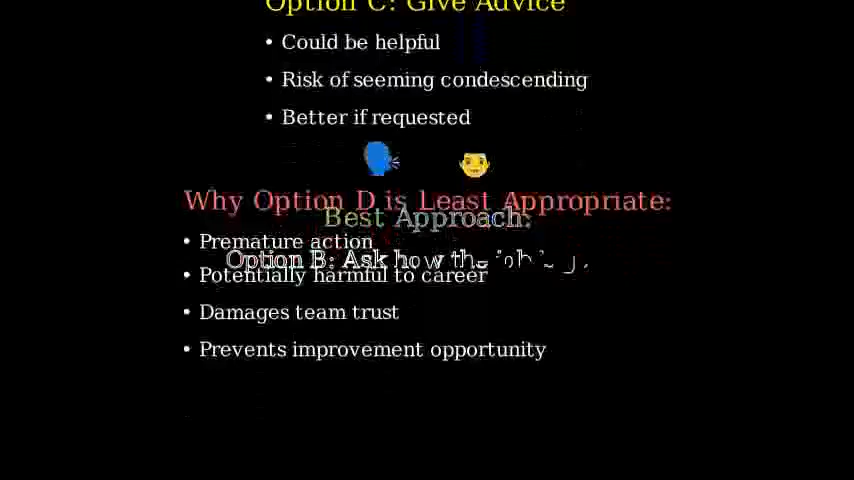 Option C: Give Advice
• Could be helpful
• Risk of seeming condescending
• Better if requested
Why Option D is Least Appropriate:
Best Approach:
• Premature action
Option B: Ask how
• Potentially harmful to career
• Damages team trust
• Prevents improvement opportunity